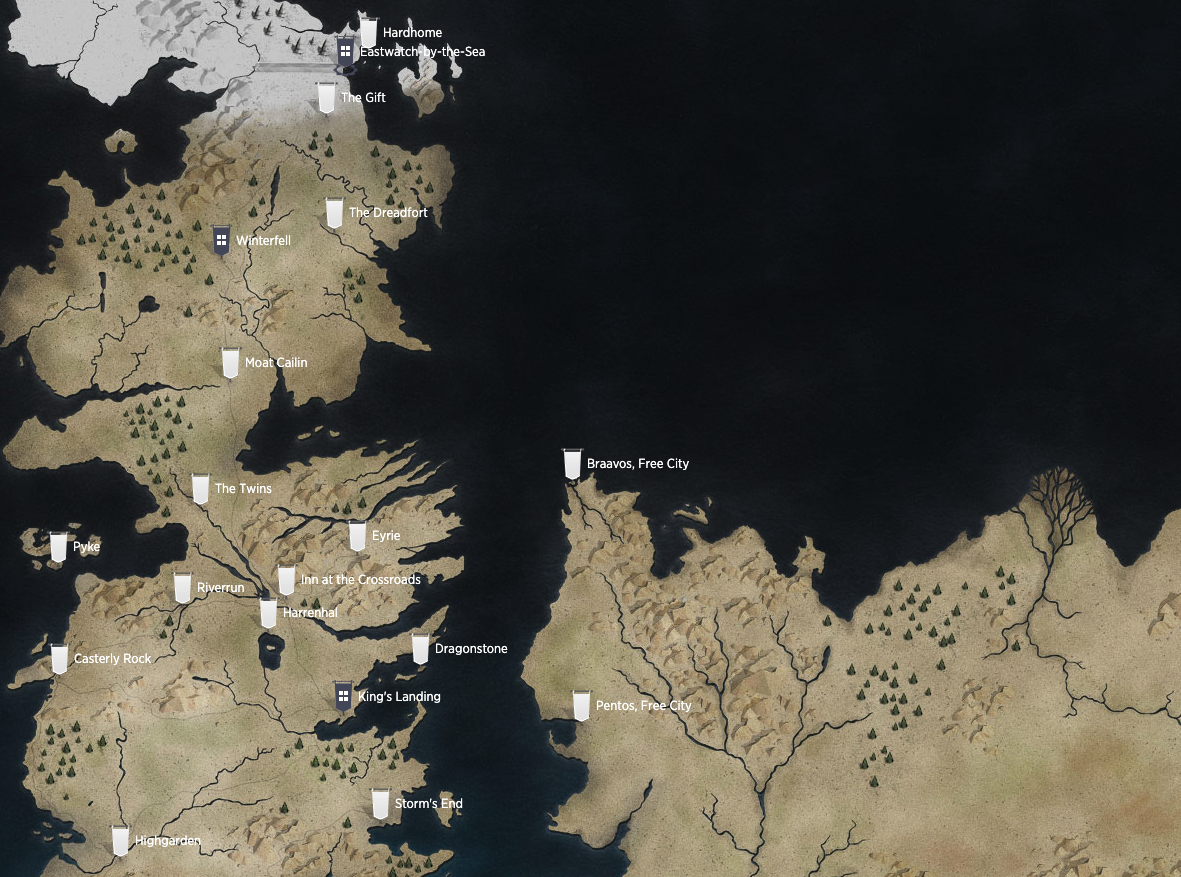 Hardhome
Eastwatch-by-the-Sea
The Gift
The Dreadfort
Winterfell
Moat Cailin
Braavos, Free City
The Twins
Eyrie
Pyke
Inn at the Crossroads
Riverrun
Harrenhal
Dragonstone
Casterly Rock
King's Landing
Pentos, Free City
Storm's End
Highgarden